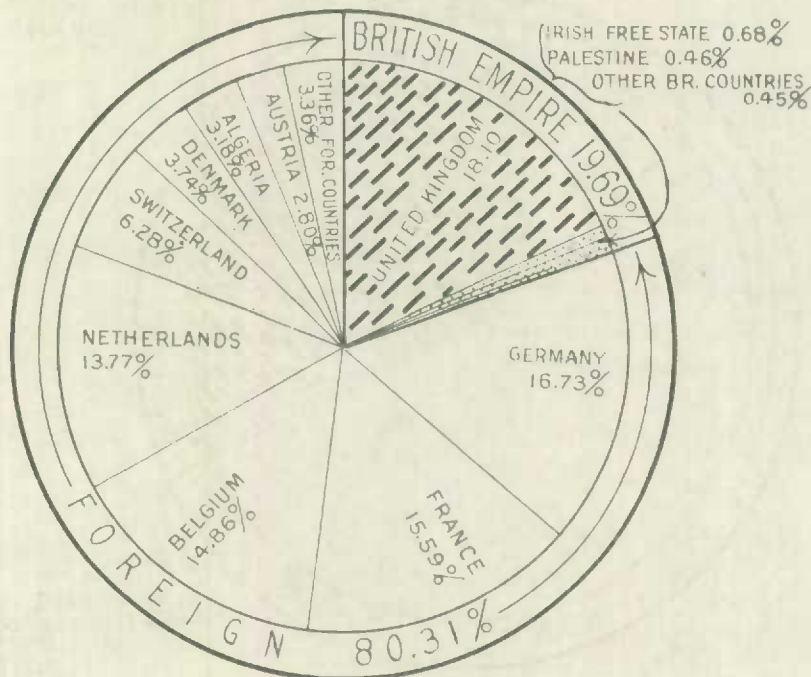 BRITISH EMPIRE 19.69%
IRISH FREE STATE 0.68%
PALESTINE 0.46%
OTHER BR. COUNTRIES
0.45%
UNITED KINGDOM
18.10
GERMANY
16.73%
FRANCE
15.59%
BELGIUM
14.86%
NETHERLANDS
13.77%
SWITZERLAND
6.28%
DENMARK
3.74%
ALGERIA
3.18%
AUSTRIA 2.80%
OTHER FOR. COUNTRIES
3.36%
FOREIGN 80.31%